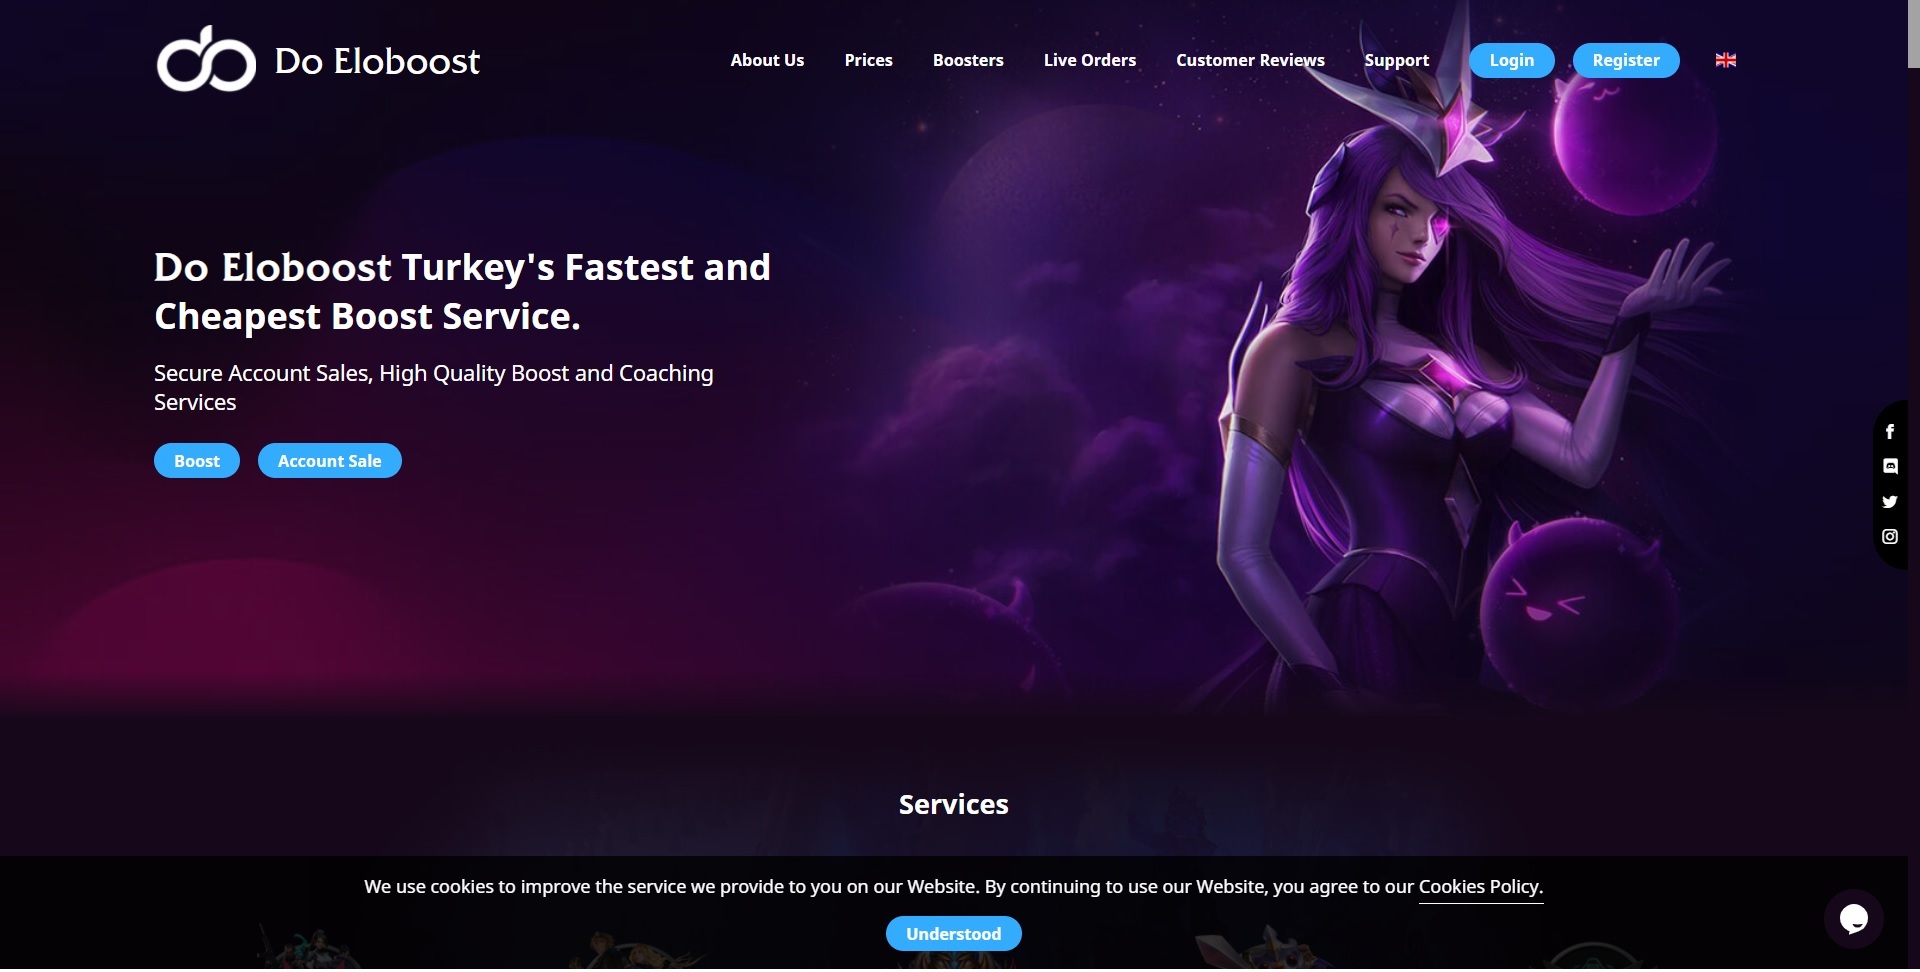 Do Eloboost
About Us
Prices
Boosters
Live Orders
Customer Reviews
Support
Login
Register
Do Eloboost Turkey's Fastest and
Cheapest Boost Service.
Secure Account Sales, High Quality Boost and Coaching
Services
Boost
Account Sale
Services
We use cookies to improve the service we provide to you on our Website. By continuing to use our Website, you agree to our Cookies Policy.
Understood